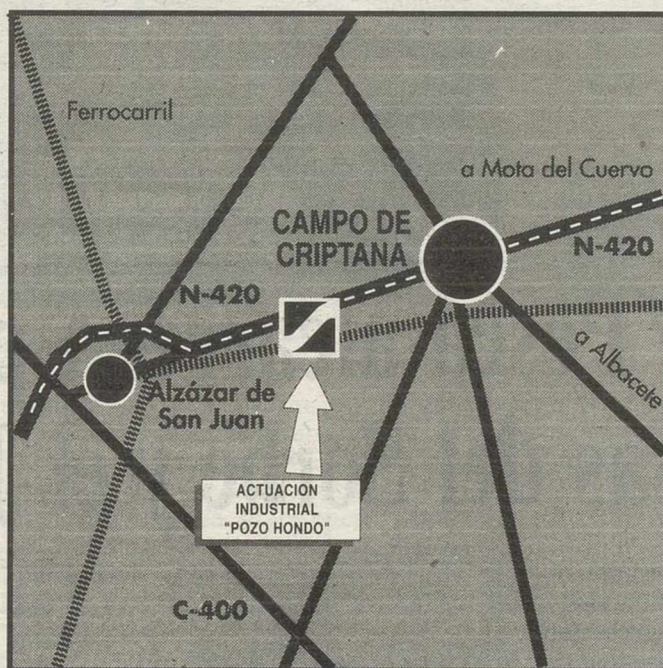 Ferrocarril
a Mota del Cuervo
CAMPO DE
CRIPTANA
N-420
N-420
a Albacete
Alzázar de
San Juan
ACTUACION
INDUSTRIAL
"POZO HONDO"
C-400